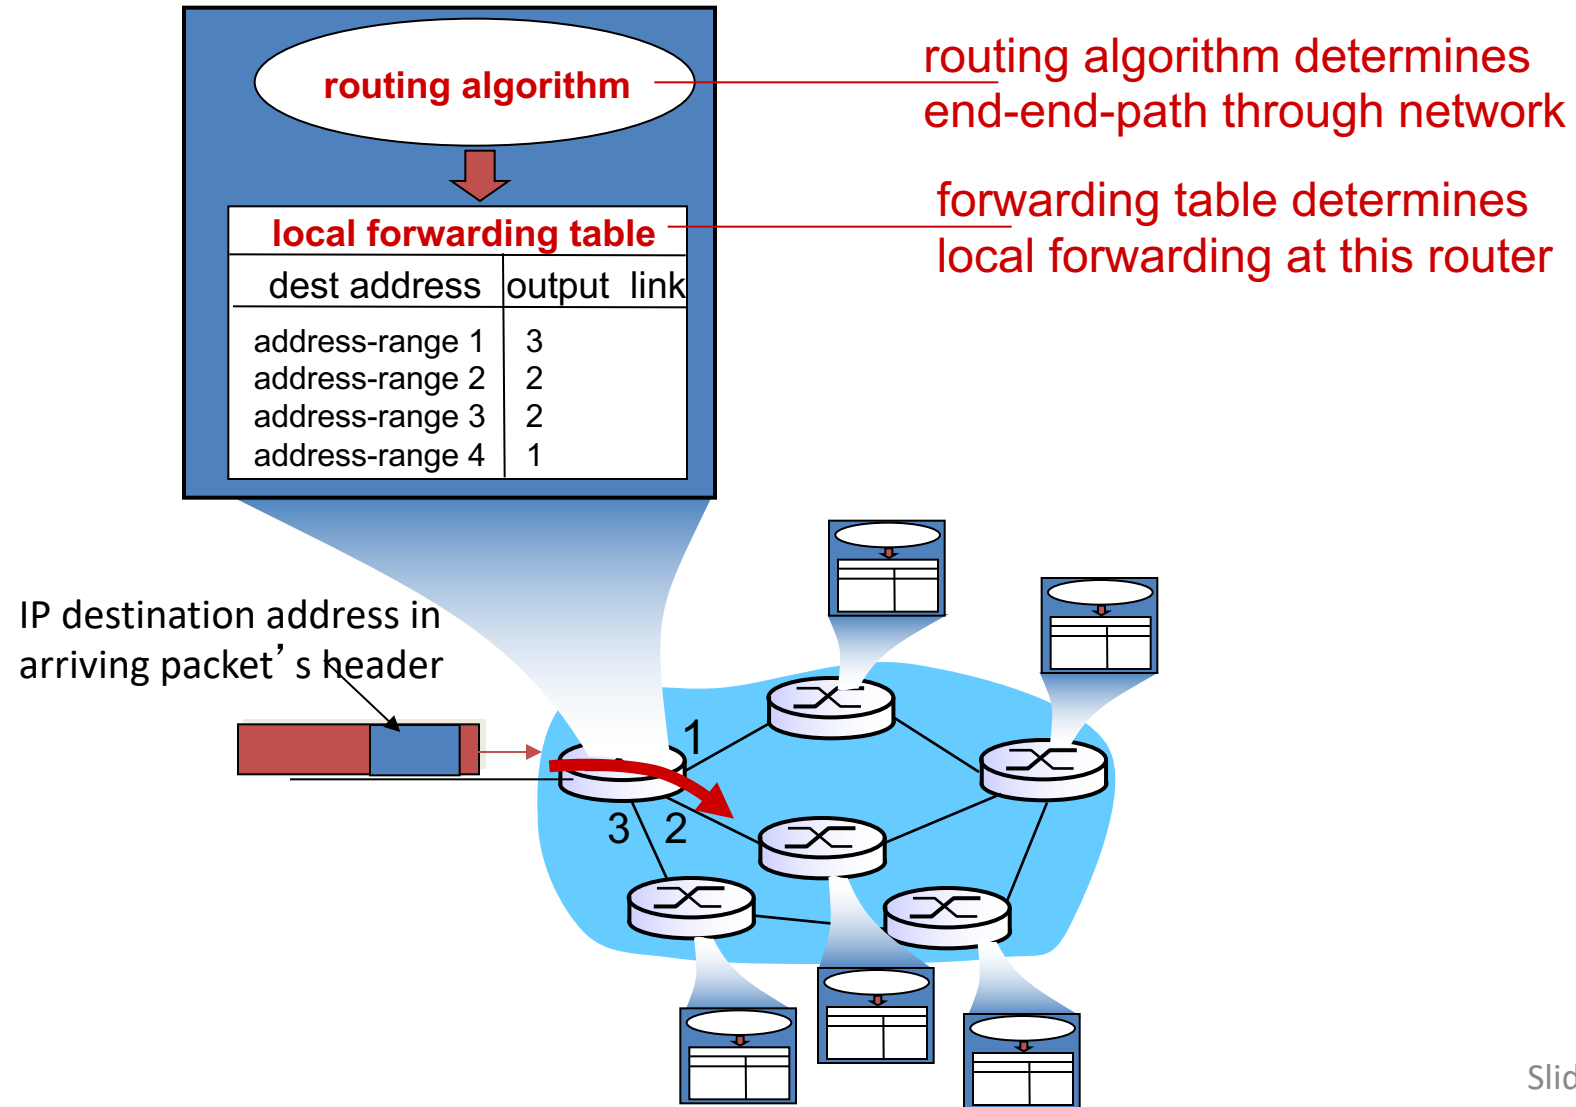 routing algorithm
routing algorithm determines
end-end-path through network
forwarding table determines
local forwarding at this router
local forwarding table
dest address output link
address-range 1 3
address-range 2 2
address-range 3 2
address-range 4 1
IP destination address in
arriving packet’s header
1
3 2
Slid